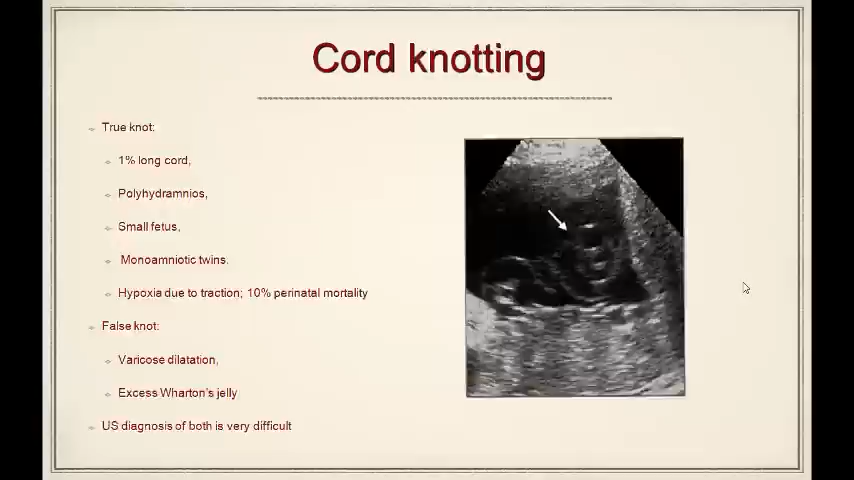 Cord knotting
True knot:
1% long cord,
Polyhydramnios,
Small fetus,
Monoamniotic twins.
Hypoxia due to traction; 10% perinatal mortality
False knot:
Varicose dilatation,
Excess Wharton's jelly
US diagnosis of both is very difficult